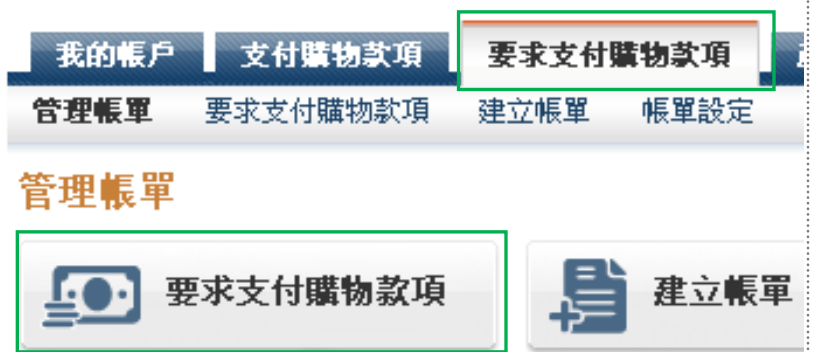 我的帳戶 支付購物款項 要求支付購物款項
管理帳單 要求支付購物款項 建立帳單 帳單設定
管理帳單
要求支付購物款項 建立帳單